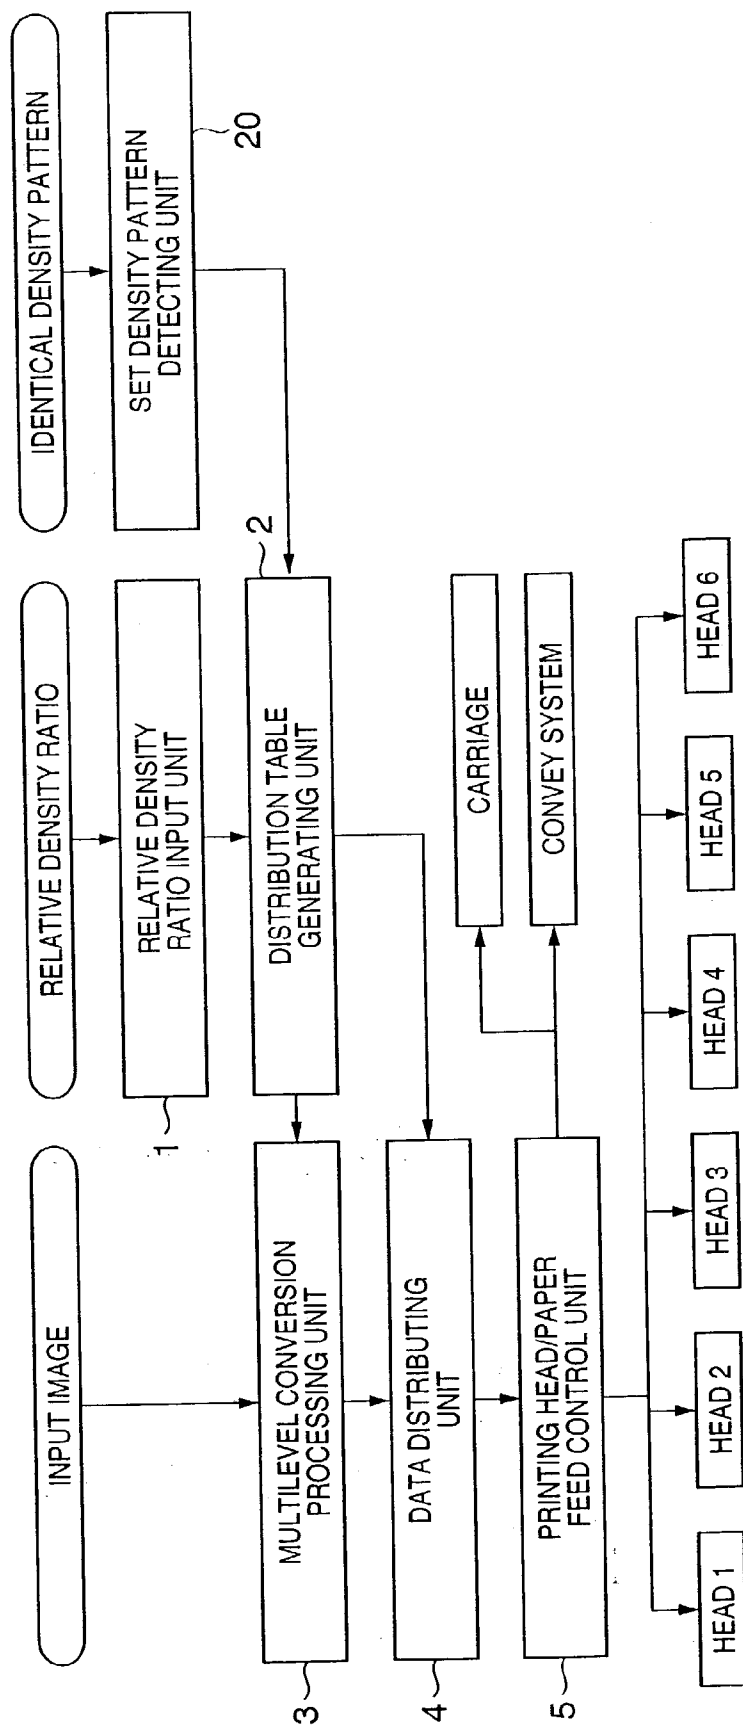 INPUT IMAGE
RELATIVE DENSITY RATIO
IDENTICAL DENSITY PATTERN
1
RELATIVE DENSITY
RATIO INPUT UNIT
SET DENSITY PATTERN
DETECTING UNIT
20
2
DISTRIBUTION TABLE
GENERATING UNIT
3
MULTILEVEL CONVERSION
PROCESSING UNIT
4
DATA DISTRIBUTING
UNIT
CARRIAGE
CONVEY SYSTEM
5
PRINTING HEAD/PAPER
FEED CONTROL UNIT
HEAD 1
HEAD 2
HEAD 3
HEAD 4
HEAD 5
HEAD 6